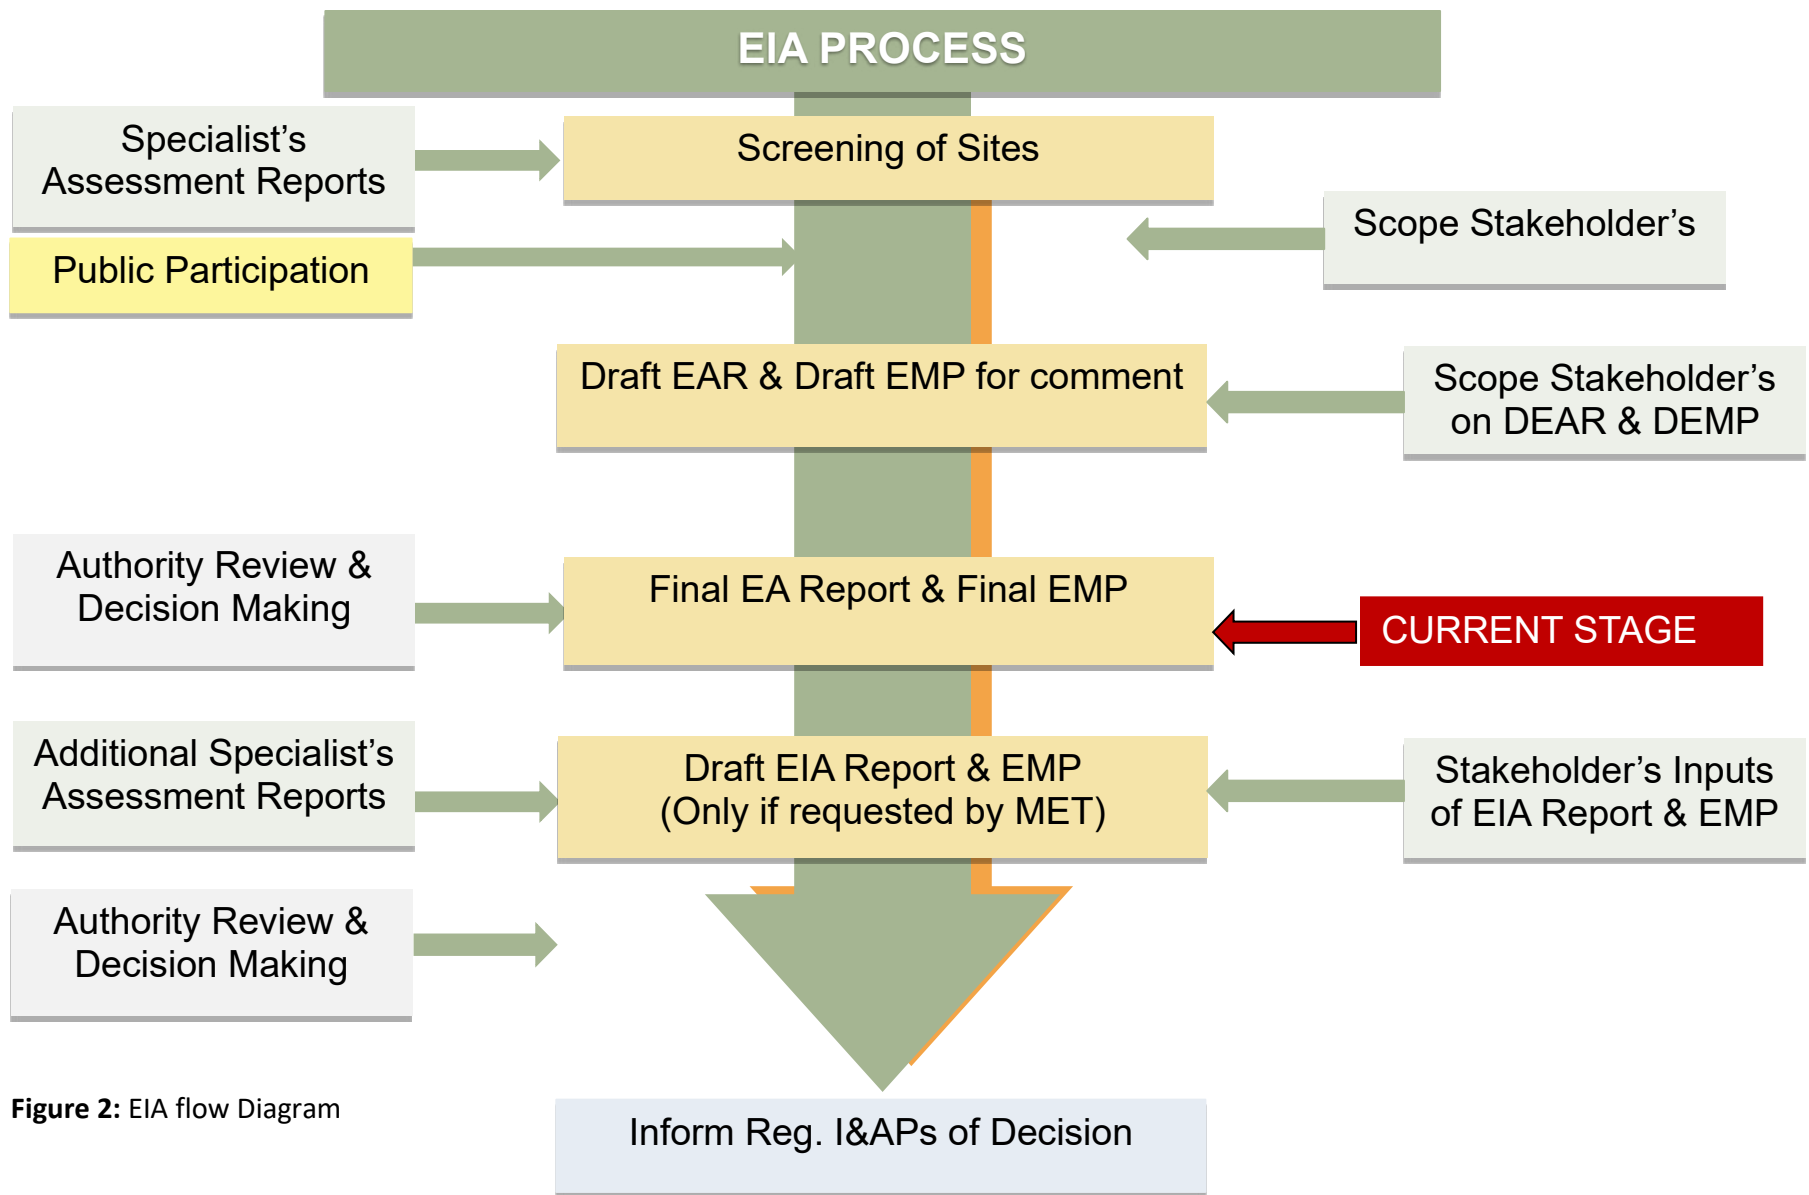 EIA PROCESS
Specialist’s
Assessment Reports
Screening of Sites
Scope Stakeholder’s
Public Participation
Draft EAR & Draft EMP for comment
Scope Stakeholder’s
on DEAR & DEMP
Authority Review &
Decision Making
Final EA Report & Final EMP
CURRENT STAGE
Additional Specialist’s
Assessment Reports
Draft EIA Report & EMP
(Only if requested by MET)
Stakeholder’s Inputs
of EIA Report & EMP
Authority Review &
Decision Making
Figure 2: EIA flow Diagram
Inform Reg. I&APs of Decision